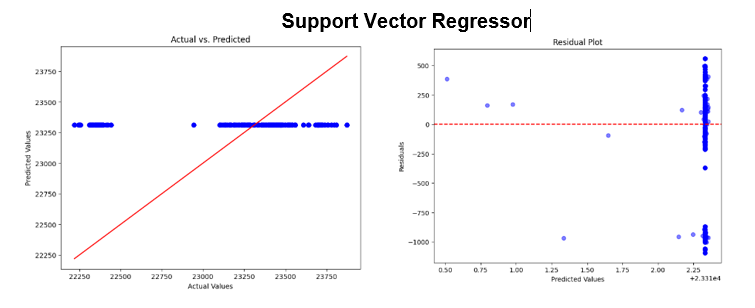 Support Vector Regressor
Actual vs. Predicted
23750
23500
23250
23000
22750
22500
22250
Predicted Values
22250 22500 22750 23000 23250 23500 23750
Actual Values
Residual Plot
500
250
0
−250
−500
−750
−1000
Residuals
0.50 0.75 1.00 1.25 1.50 1.75 2.00 2.25
+2.331e4
Predicted Values